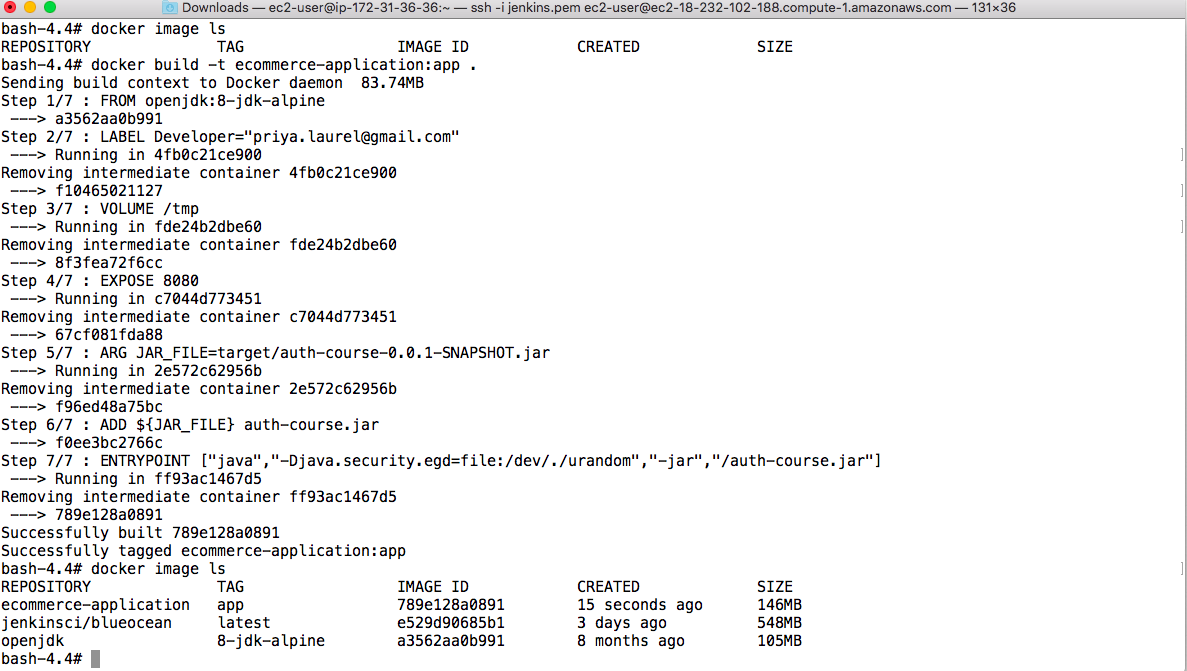 Downloads — ec2-user@ip-172-31-36-36:~ — ssh -i jenkins.pem ec2-user@ec2-18-232-102-188.compute-1.amazonaws.com — 131×36
bash-4.4# docker image ls
REPOSITORY TAG IMAGE ID CREATED SIZE
bash-4.4# docker build -t ecommerce-application:app .
Sending build context to Docker daemon 83.74MB
Step 1/7 : FROM openjdk:8-jdk-alpine
---> a3562aa0b991
Step 2/7 : LABEL Developer="priya.laurel@gmail.com"
---> Running in 4fb0c21ce900
Removing intermediate container 4fb0c21ce900
---> f10465021127
Step 3/7 : VOLUME /tmp
---> Running in fde24b2dbe60
Removing intermediate container fde24b2dbe60
---> 8f3fea72f6cc
Step 4/7 : EXPOSE 8080
---> Running in c7044d773451
Removing intermediate container c7044d773451
---> 67cf081fda88
Step 5/7 : ARG JAR_FILE=target/auth-course-0.0.1-SNAPSHOT.jar
---> Running in 2e572c62956b
Removing intermediate container 2e572c62956b
---> f96ed48a75bc
Step 6/7 : ADD ${JAR_FILE} auth-course.jar
---> f0ee3bc2766c
Step 7/7 : ENTRYPOINT ["java","-Djava.security.egd=file:/dev/./urandom","-jar","/auth-course.jar"]
---> Running in ff93ac1467d5
Removing intermediate container ff93ac1467d5
---> 789e128a0891
Successfully built 789e128a0891
Successfully tagged ecommerce-application:app
bash-4.4# docker image ls
REPOSITORY TAG IMAGE ID CREATED SIZE
ecommerce-application app 789e128a0891 15 seconds ago 146MB
jenkinsci/blueocean latest e529d90685b1 3 days ago 548MB
openjdk 8-jdk-alpine a3562aa0b991 8 months ago 105MB
bash-4.4#